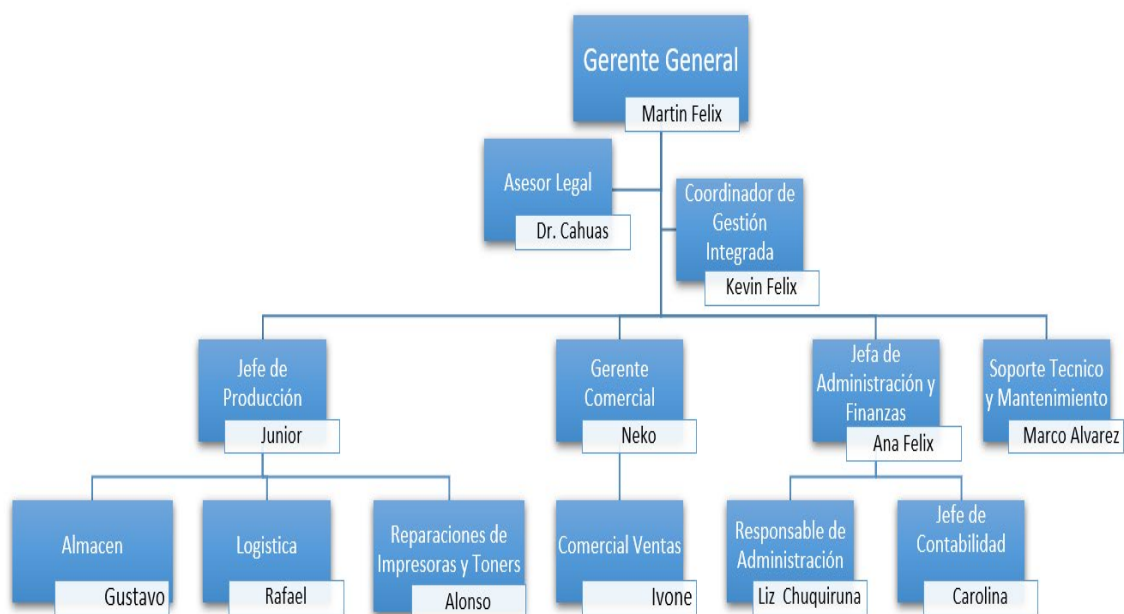 Gerente General
Martin Felix
Asesor Legal
Dr. Cahuas
Coordinador de
Gestión
Integrada
Kevin Felix
Jefe de
Producción
Junior
Gerente
Comercial
Neko
Jefa de
Administración y
Finanzas
Ana Felix
Soporte Tecnico
y Mantenimiento
Marco Alvarez
Almacen
Gustavo
Logistica
Rafael
Reparaciones de
Impresoras y Toners
Alonso
Comercial Ventas
Ivone
Responsable de
Administración
Liz Chuquiruna
Jefe de
Contabilidad
Carolina